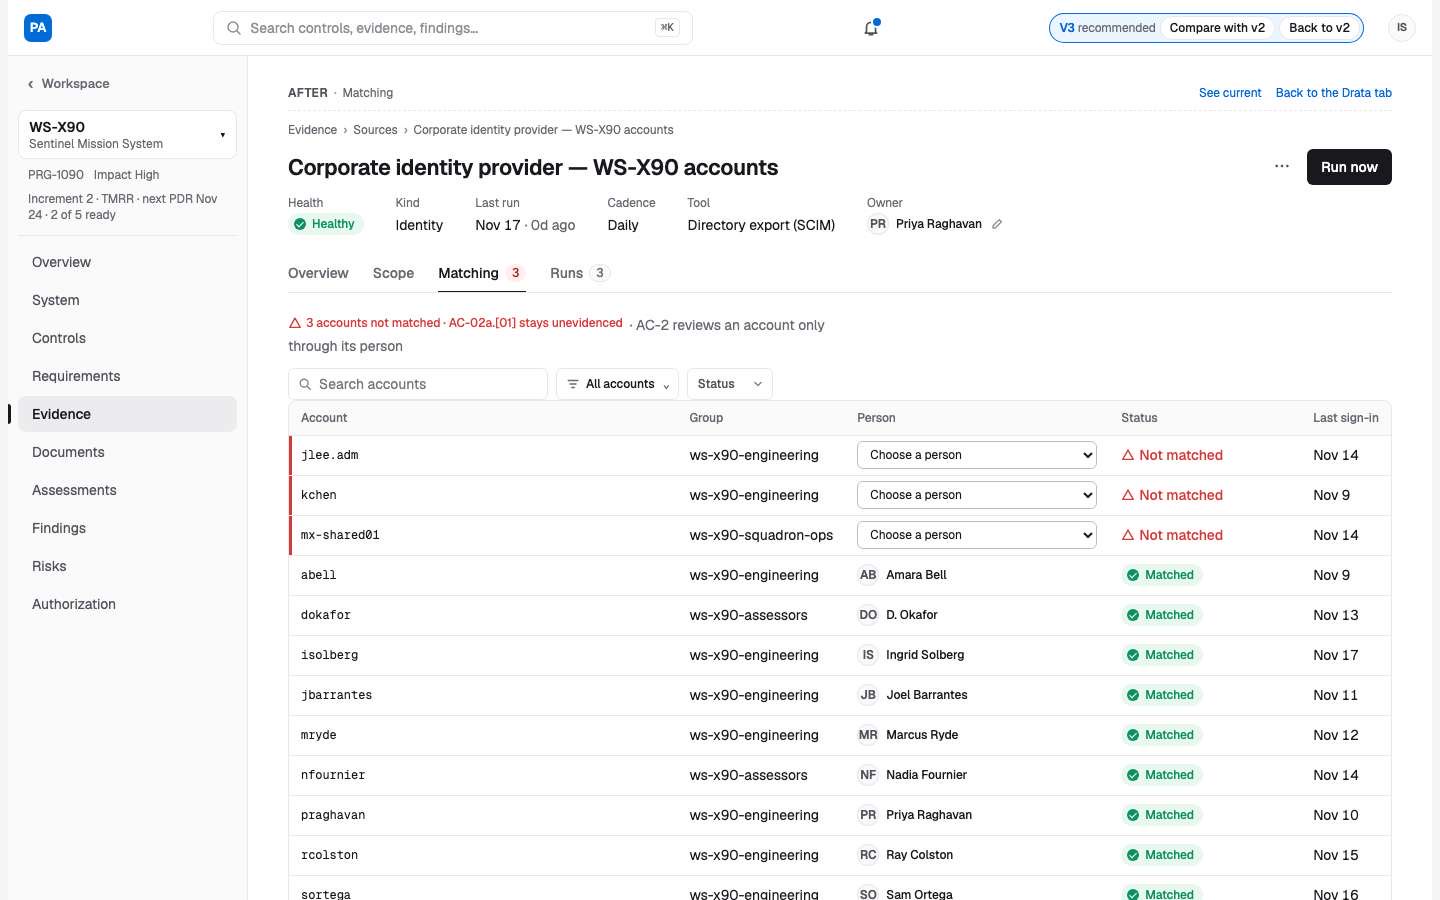 PA
Search controls, evidence, findings... ⌘K
V3 recommended Compare with v2 Back to v2
IS
‹ Workspace
WS-X90
Sentinel Mission System
PRG-1090 Impact High
Increment 2 · TMRR · next PDR Nov
24 · 2 of 5 ready
Overview
System
Controls
Requirements
Evidence
Documents
Assessments
Findings
Risks
Authorization
AFTER · Matching
See current Back to the Drata tab
Evidence › Sources › Corporate identity provider — WS-X90 accounts
Corporate identity provider — WS-X90 accounts
··· Run now
Health Kind Last run Cadence Tool Owner
Healthy Identity Nov 17 · 0d ago Daily Directory export (SCIM) PR Priya Raghavan
Overview Scope Matching 3 Runs 3
3 accounts not matched · AC-02a.[01] stays unevidenced · AC-2 reviews an account only
through its person
Search accounts All accounts Status
Account Group Person Status Last sign-in
jlee.adm ws-x90-engineering Choose a person Not matched Nov 14
kchen ws-x90-engineering Choose a person Not matched Nov 9
mx-shared01 ws-x90-squadron-ops Choose a person Not matched Nov 14
abell ws-x90-engineering AB Amara Bell Matched Nov 9
dokafor ws-x90-assessors DO D. Okafor Matched Nov 13
isolberg ws-x90-engineering IS Ingrid Solberg Matched Nov 17
jbarrantes ws-x90-engineering JB Joel Barrantes Matched Nov 11
mryde ws-x90-engineering MR Marcus Ryde Matched Nov 12
nfournier ws-x90-assessors NF Nadia Fournier Matched Nov 14
praghavan ws-x90-engineering PR Priya Raghavan Matched Nov 10
rcolston ws-x90-engineering RC Ray Colston Matched Nov 15
sortega ws-x90-engineering SO Sam Ortega Matched Nov 16